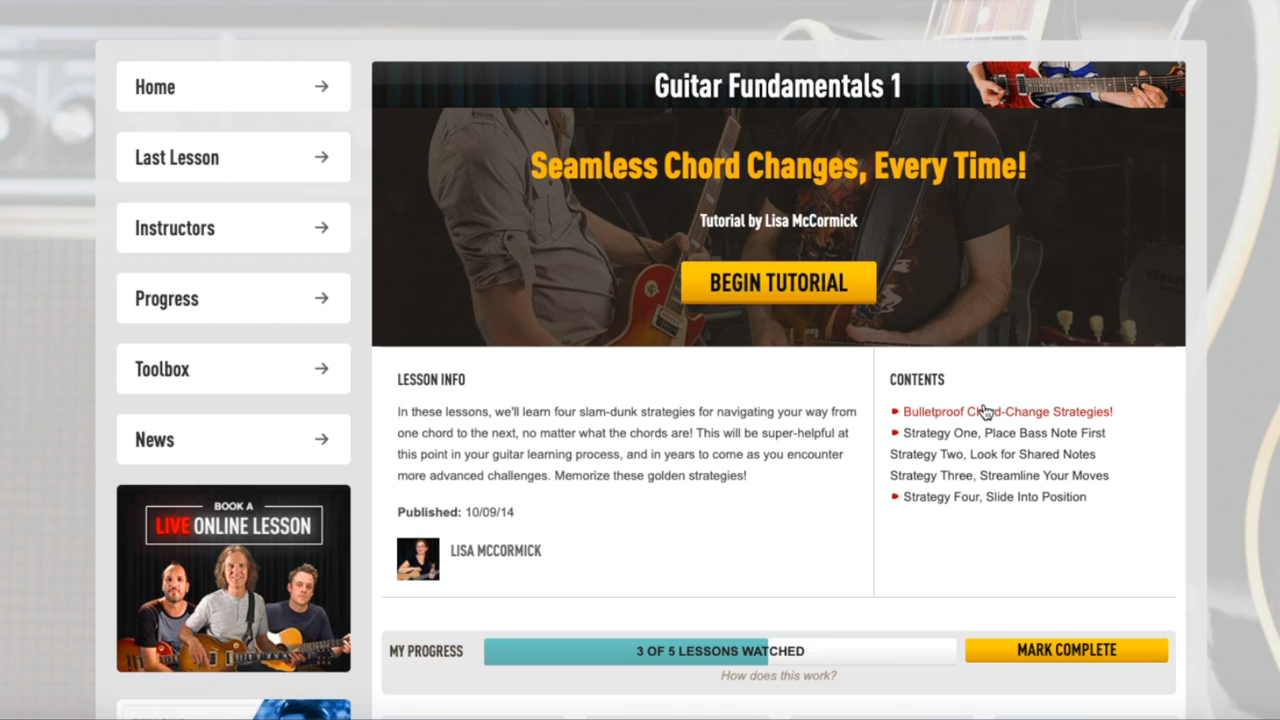 Home
Last Lesson
Instructors
Progress
Toolbox
News
BOOK A
LIVE ONLINE LESSON
Guitar Fundamentals 1
Seamless Chord Changes, Every Time!
Tutorial by Lisa McCormick
BEGIN TUTORIAL
LESSON INFO
In these lessons, we'll learn four slam-dunk strategies for navigating your way from
one chord to the next, no matter what the chords are! This will be super-helpful at
this point in your guitar learning process, and in years to come as you encounter
more advanced challenges. Memorize these golden strategies!
Published: 10/09/14
LISA MCCORMICK
CONTENTS
Bulletproof Chord-Change Strategies!
Strategy One, Place Bass Note First
Strategy Two, Look for Shared Notes
Strategy Three, Streamline Your Moves
Strategy Four, Slide Into Position
MY PROGRESS
3 OF 5 LESSONS WATCHED
MARK COMPLETE
How does this work?